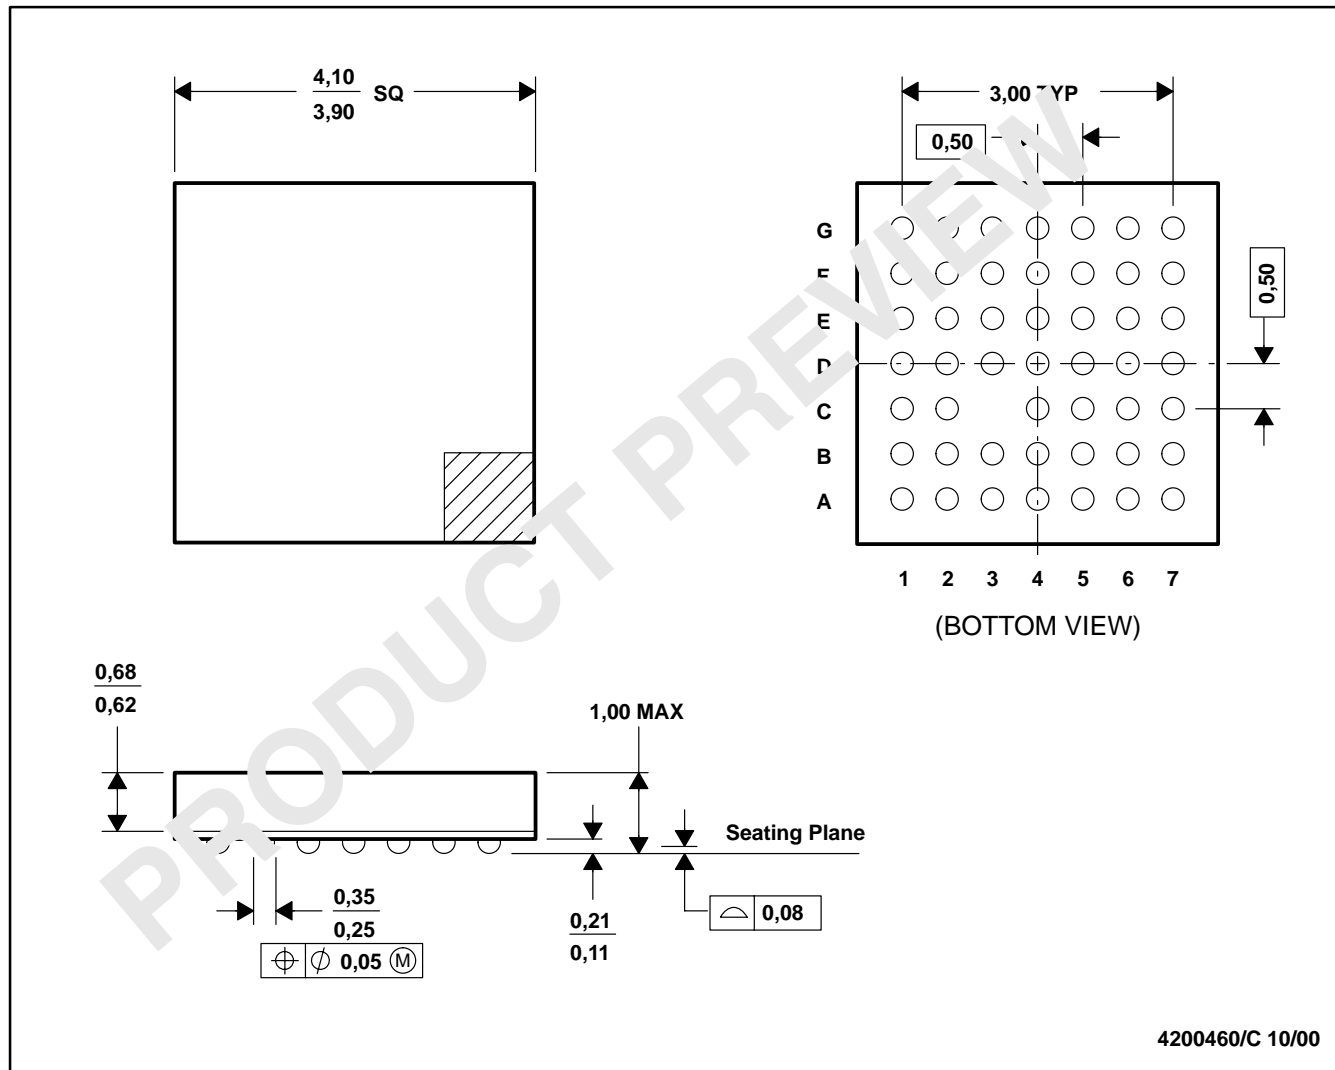 4,10
3,90
SQ
3,00 TYP
0,50
G
F
E
D
C
B
A
0,50
1 2 3 4 5 6 7
(BOTTOM VIEW)
PRODUCT PREVIEW
0,68
0,62
1,00 MAX
Seating Plane
0,35
0,25
0,05 M
0,21
0,11
0,08
4200460/C 10/00